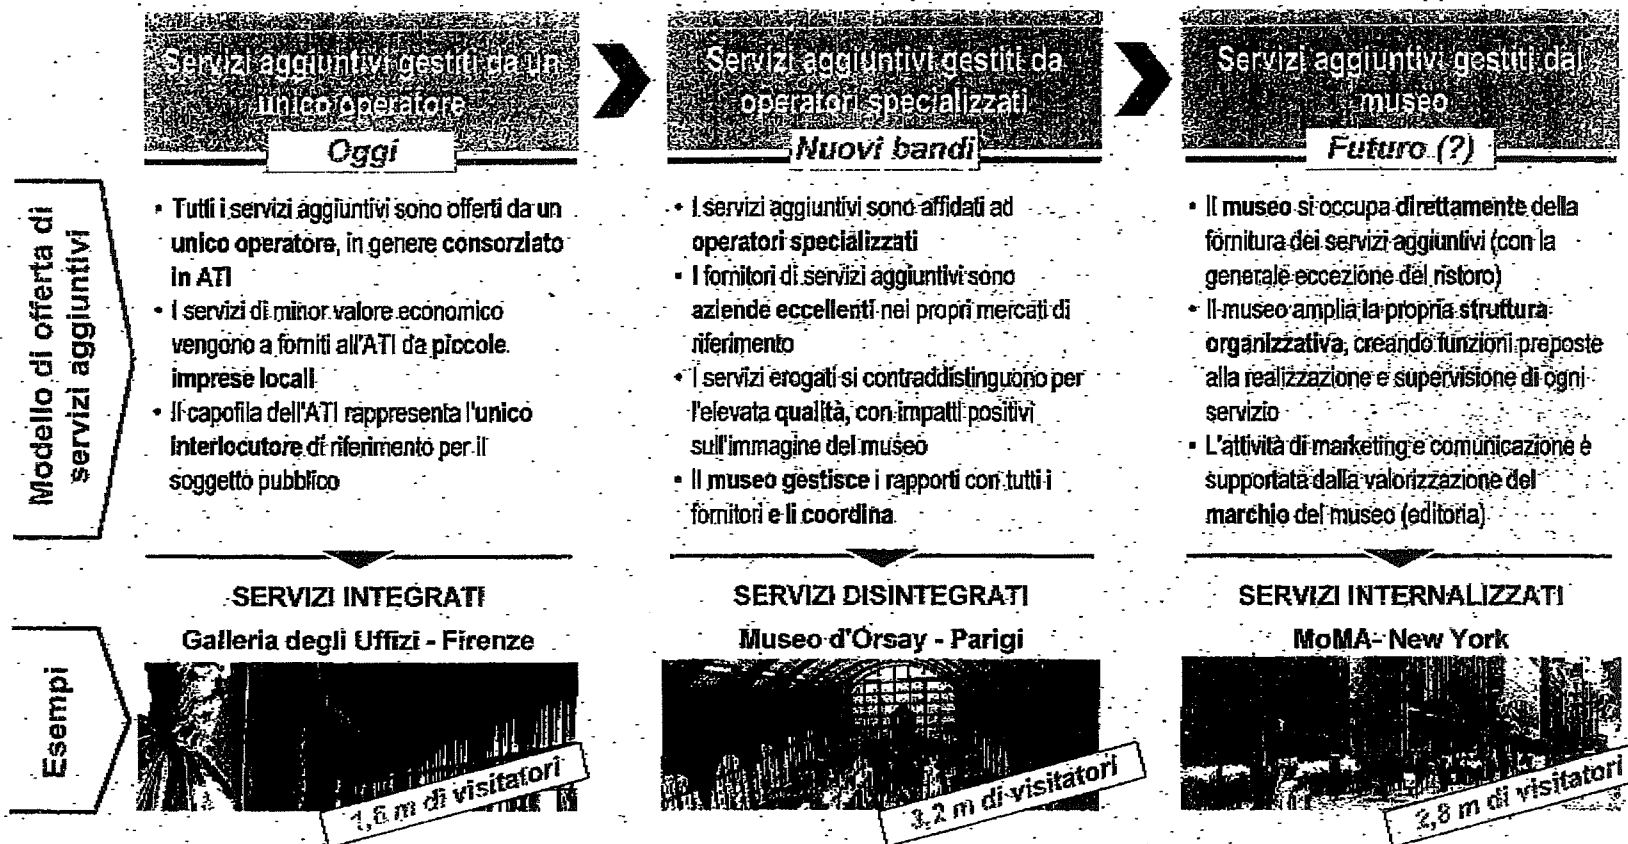 Servizi aggiuntivi gestiti da un
unico operatore
Oggi
Servizi aggiuntivi gestiti da
operatori specializzati
Nuovi bandi
Servizi aggiuntivi gestiti dal
museo
Futuro (?)
Modello di offerta di
servizi aggiuntivi
• Tutti i servizi aggiuntivi sono offerti da un
unico operatore, in genere consorziato
in ATI
• I servizi di minor valore economico
vengono a forniti all'ATI da piccole
imprese locali
• Il capofila dell'ATI rappresenta l'unico
interlocutore di riferimento per il
soggetto pubblico
• I servizi aggiuntivi sono affidati ad
operatori specializzati
• I fornitori di servizi aggiuntivi sono
aziende eccellenti nei propri mercati di
riferimento
• I servizi erogati si contraddistinguono per
l'elevata qualità, con impatti positivi
sull'immagine del museo
• Il museo gestisce i rapporti con tutti i
fornitori e li coordina
• Il museo si occupa direttamente della
fornitura dei servizi aggiuntivi (con la
generale eccezione del ristoro)
• Il museo amplia la propria struttura
organizzativa, creando funzioni preposte
alla realizzazione e supervisione di ogni
servizio
• L'attività di marketing e comunicazione è
supportata dalla valorizzazione del
marchio del museo (editoria)
SERVIZI INTEGRATI
SERVIZI DISINTEGRATI
SERVIZI INTERNALIZZATI
Esempi
Galleria degli Uffizi - Firenze
1,6 m di visitatori
Museo d'Orsay - Parigi
3,2 m di visitatori
MoMA- New York
2,8 m di visitatori